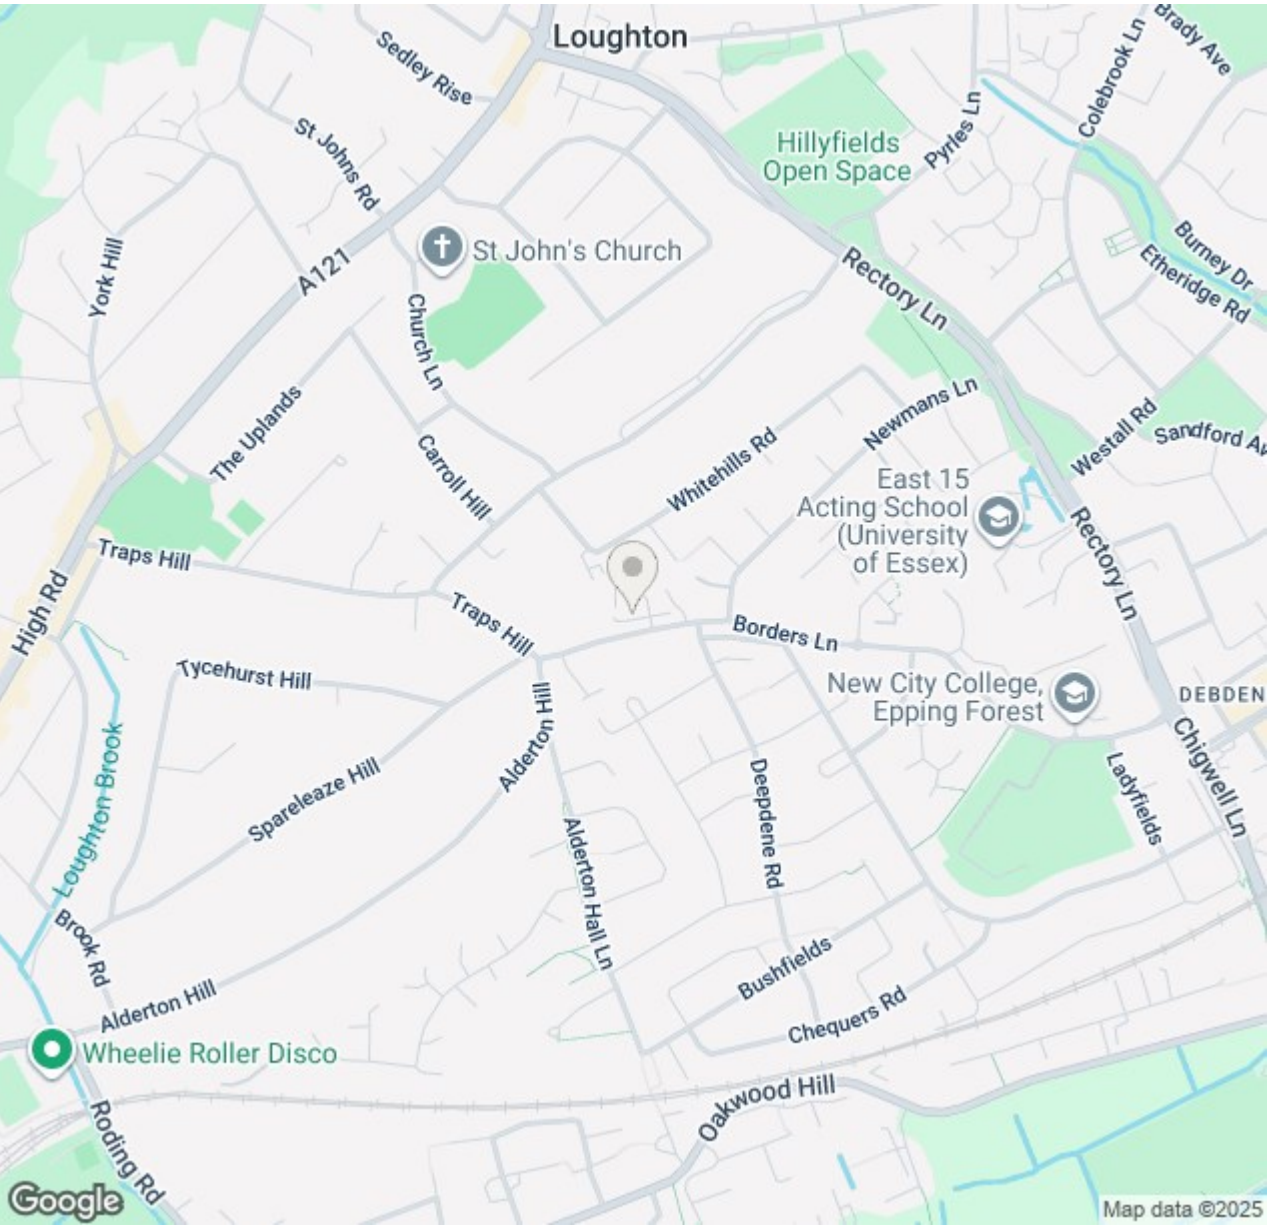 Loughton
Sedley Rise
Brady Ave
Colebrook Ln
St Johns Rd
Hillyfields
Open Space
Pyrles Ln
York Hill
A121
St John's Church
Rectory Ln
Burney Dr
Etheridge Rd
Church Ln
The Uplands
Carroll Hill
Whitehills Rd
Newmans Ln
Westall Rd
Sandford Av
East 15
Acting School
(University
of Essex)
Rectory Ln
Traps Hill
High Rd
Traps Hill
Borders Ln
Tycehurst Hill
Alderton Hill
New City College,
Epping Forest
DEBDEN
Chigwell Ln
Loughton Brook
Spareleaze Hill
Deepdene Rd
Ladyfields
Alderton Hall Ln
Brook Rd
Bushfields
Alderton Hill
Chequers Rd
Wheelie Roller Disco
Oakwood Hill
Roding Rd
Google
Map data ©2025